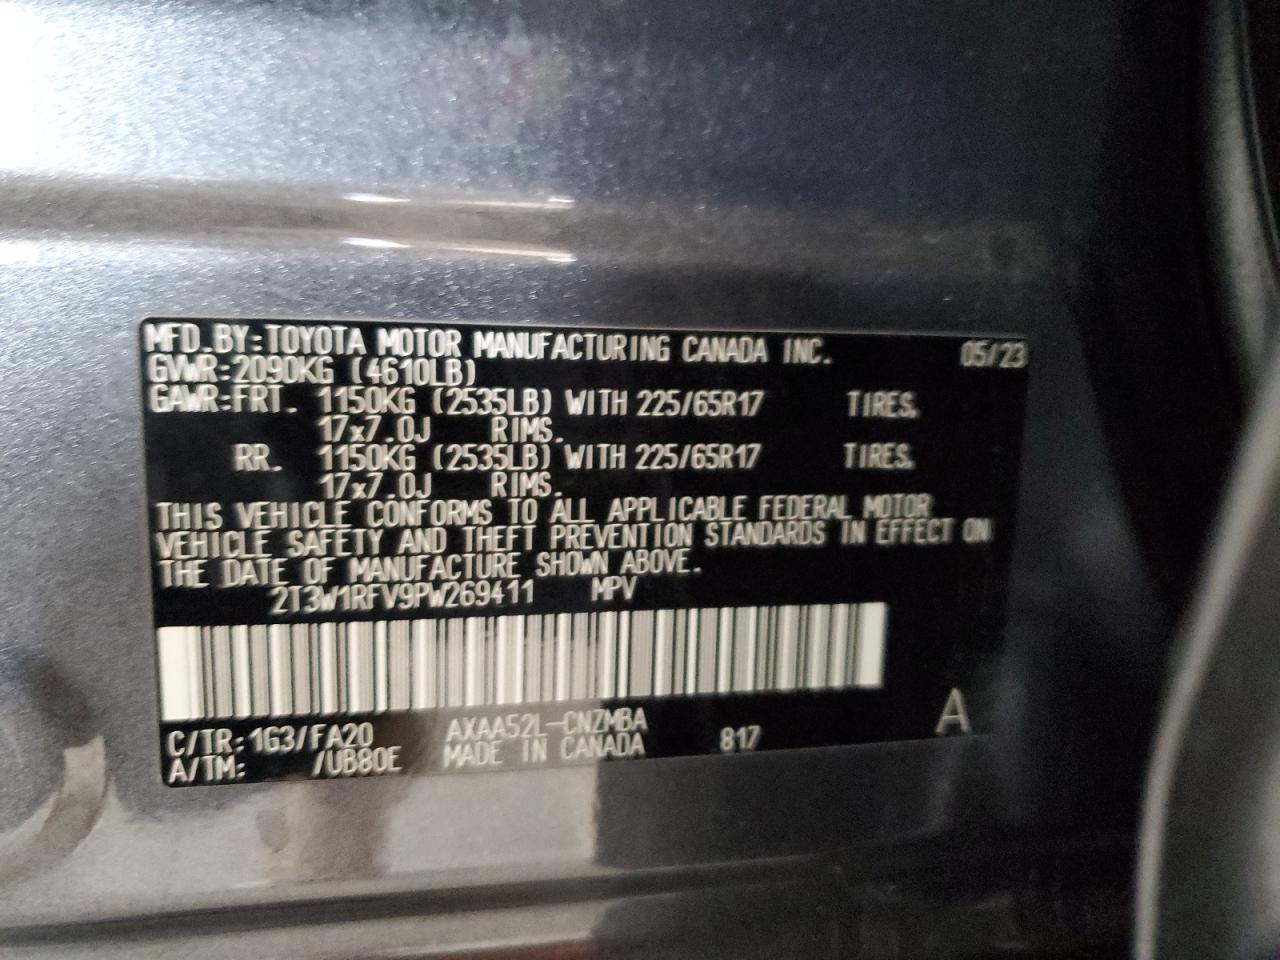 MFD.BY:TOYOTA MOTOR MANUFACTURING CANADA INC. 05/23
GVWR:2090KG (4610LB)
GAWR:FRT. 1150KG (2535LB) WITH 225/65R17 TIRES.
17x7.0J RIMS.
RR. 1150KG (2535LB) WITH 225/65R17 TIRES.
17x7.0J RIMS.
THIS VEHICLE CONFORMS TO ALL APPLICABLE FEDERAL MOTOR
VEHICLE SAFETY AND THEFT PREVENTION STANDARDS IN EFFECT ON
THE DATE OF MANUFACTURE SHOWN ABOVE.
2T3W1RFV9PW269411 MPV
C/TR:1G3/FA20 AXAA52L-CNZMBA 817 A
A/TM: /UB80E MADE IN CANADA